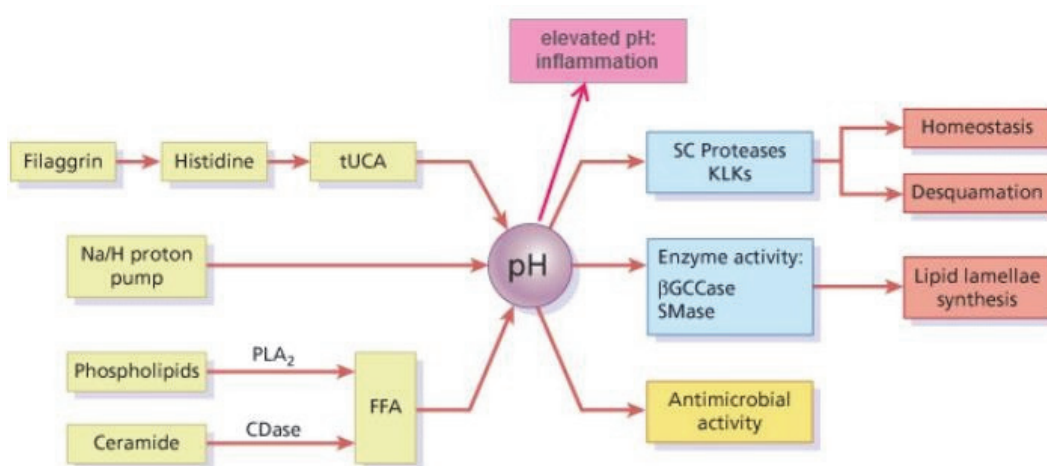 elevated pH:
inflammation
Filaggrin
Histidine
tUCA
SC Proteases
KLKs
Homeostasis
Desquamation
Na/H proton
pump
pH
Enzyme activity:
βGCCase
SMase
Lipid lamellae
synthesis
Phospholipids
PLA₂
FFA
Ceramide
CDase
Antimicrobial
activity